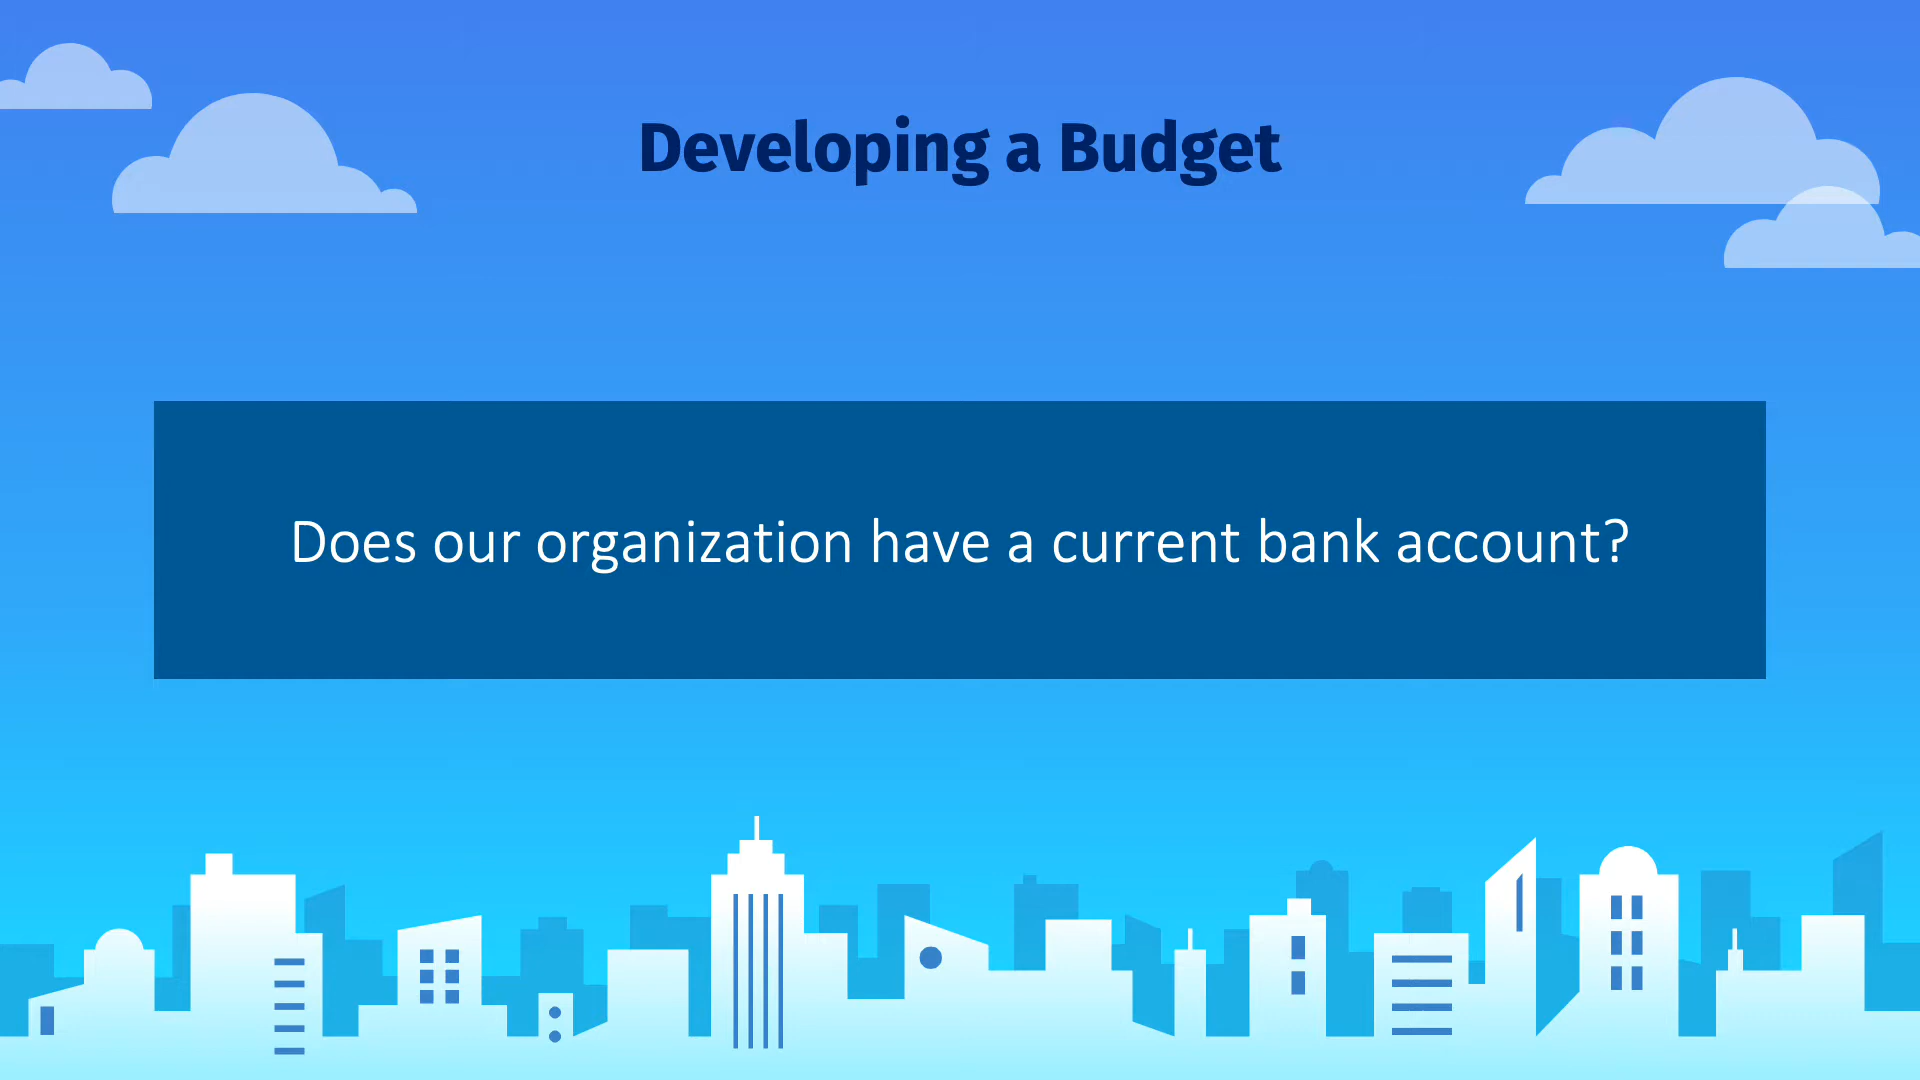 Developing a Budget
Does our organization have a current bank account?